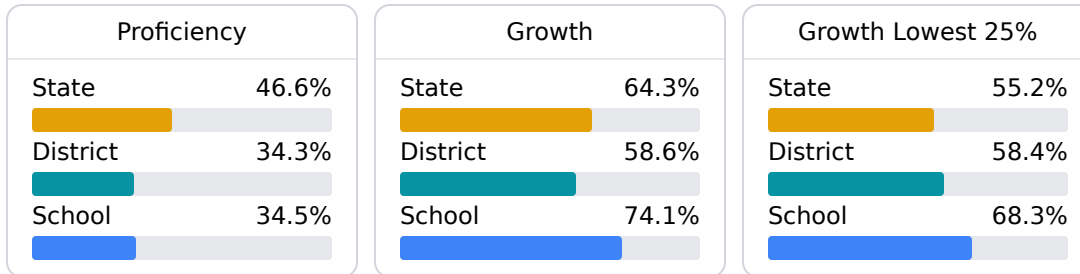 Proficiency
State 46.6%
District 34.3%
School 34.5%
Growth
State 64.3%
District 58.6%
School 74.1%
Growth Lowest 25%
State 55.2%
District 58.4%
School 68.3%